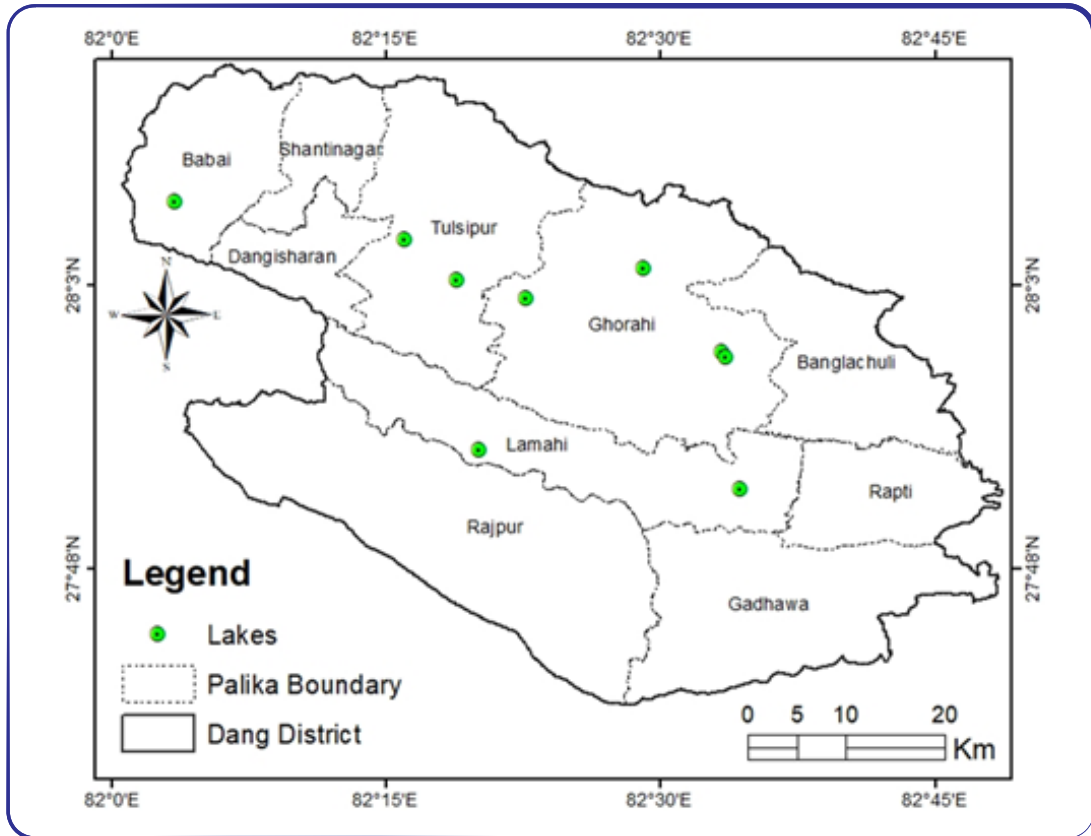 82°0'E 82°15'E 82°30'E 82°45'E
Shantinagar
Babai
Tulsipur
Dangisharan
28°3'N 28°3'N
N
W E
S
Ghorahi
Banglachuli
Lamahi
Rapti
Rajpur
27°48'N 27°48'N
Gadhawa
Legend
Lakes
Palika Boundary
Dang District
0 5 10 20
Km
82°0'E 82°15'E 82°30'E 82°45'E